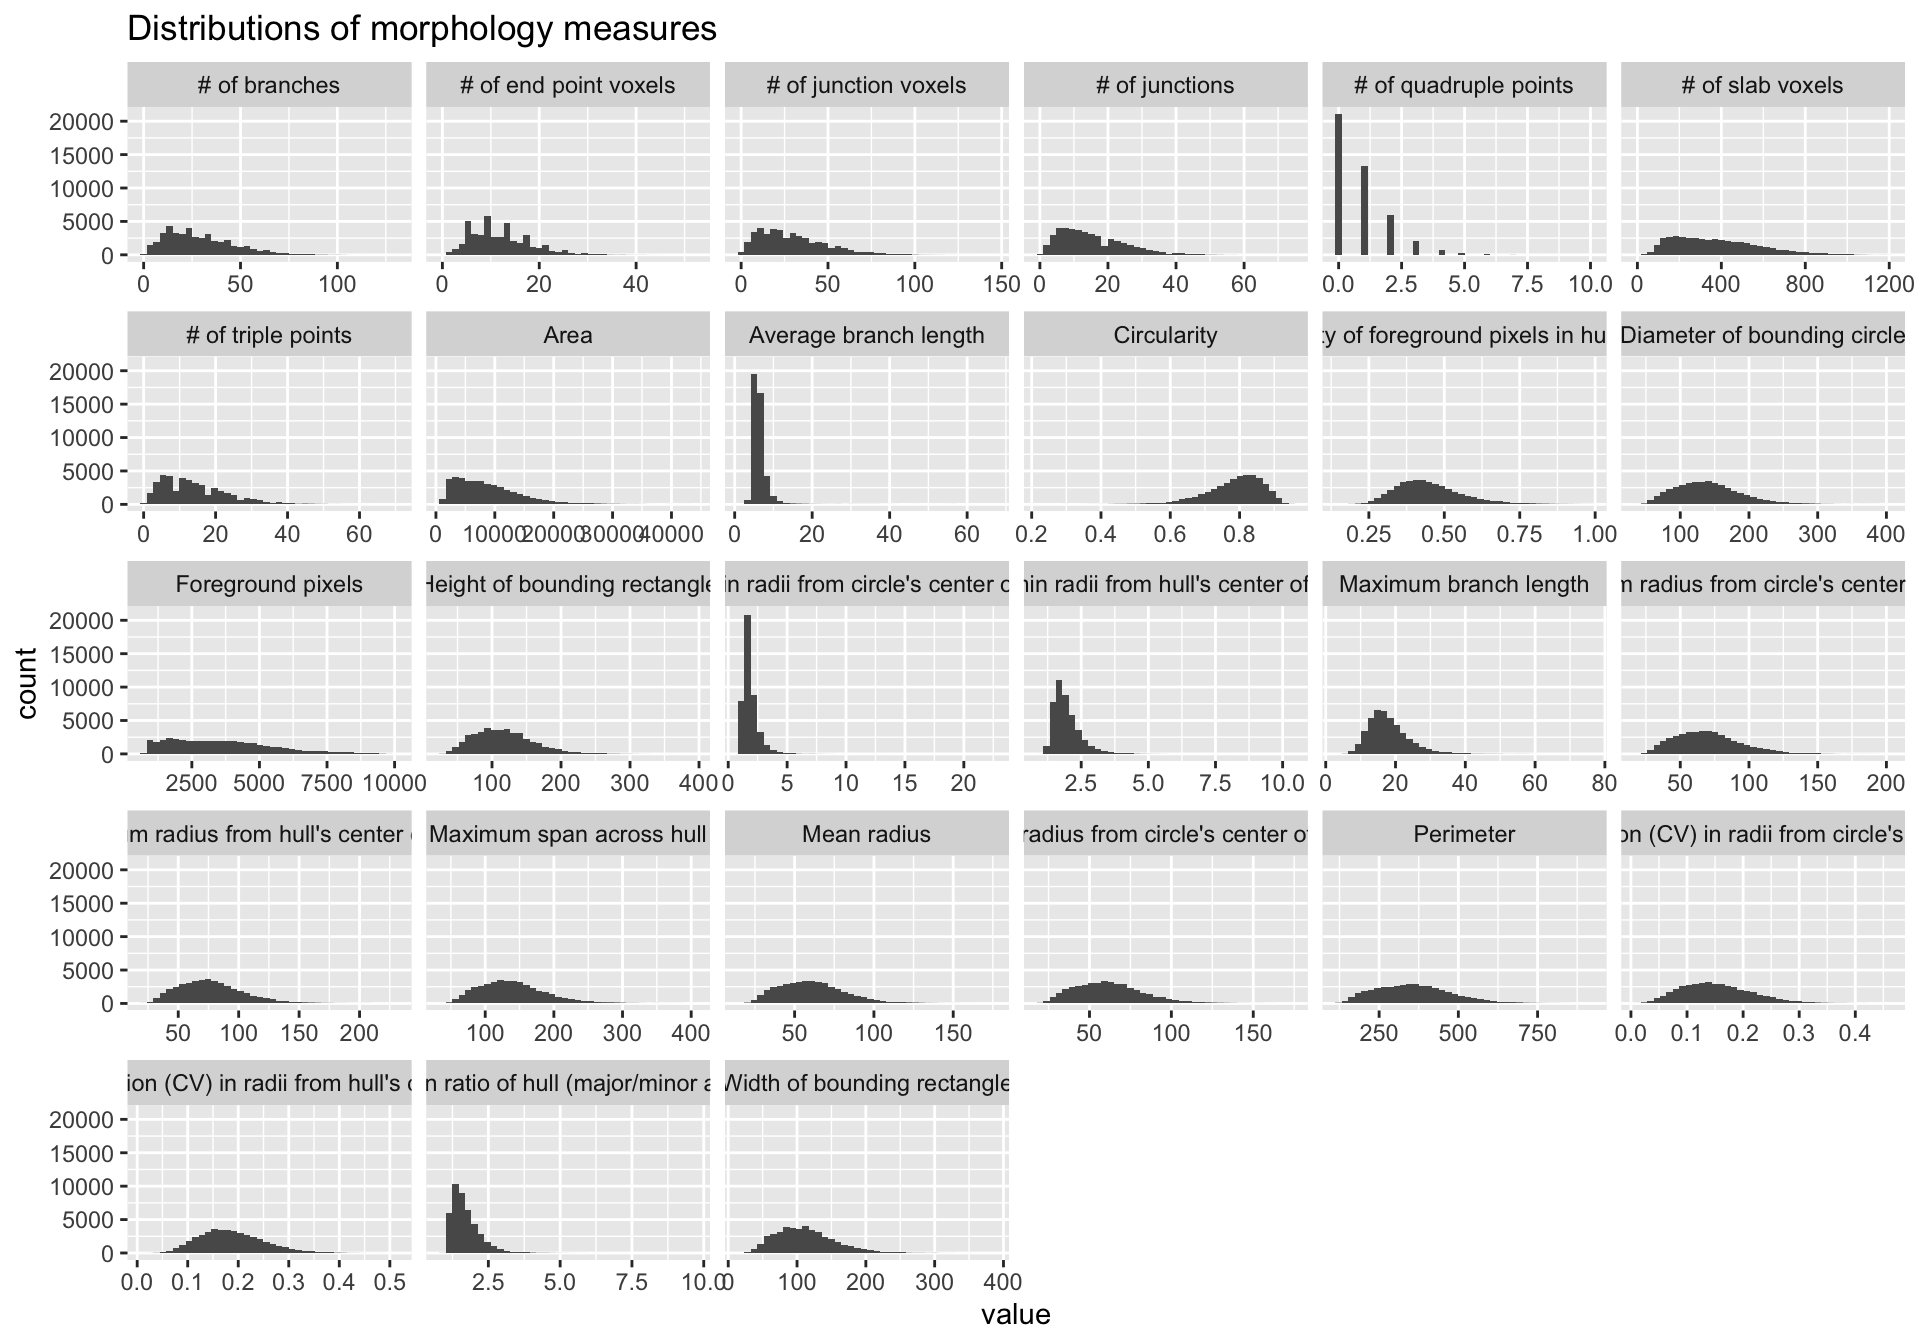 Distributions of morphology measures
# of branches # of end point voxels # of junction voxels # of junctions # of quadruple points # of slab voxels
20000
15000
10000
5000
0
0 50 100 0 20 40 0 50 100 150 0 20 40 60 0.0 2.5 5.0 7.5 10.0 0 400 800 1200
# of triple points Area Average branch length Circularity ty of foreground pixels in hu Diameter of bounding circle
20000
15000
10000
5000
0
0 20 40 60 0 10000 20000 30000 40000 0 20 40 60 0.2 0.4 0.6 0.8 0.25 0.50 0.75 1.00 100 200 300 400
Foreground pixels Height of bounding rectangle in radii from circle's center o nin radii from hull's center of Maximum branch length m radius from circle's center
20000
15000
10000
5000
0
count
2500 5000 7500 10000 100 200 300 400 0 5 10 15 20 2.5 5.0 7.5 10.0 0 20 40 60 80 50 100 150 200
m radius from hull's center Maximum span across hull Mean radius radius from circle's center of Perimeter on (CV) in radii from circle's
20000
15000
10000
5000
0
50 100 150 200 100 200 300 400 50 100 150 50 100 150 250 500 750 0.0 0.1 0.2 0.3 0.4
ion (CV) in radii from hull's c n ratio of hull (major/minor a Width of bounding rectangle
20000
15000
10000
5000
0
0.0 0.1 0.2 0.3 0.4 0.5 2.5 5.0 7.5 10.0 0 100 200 300 400
value